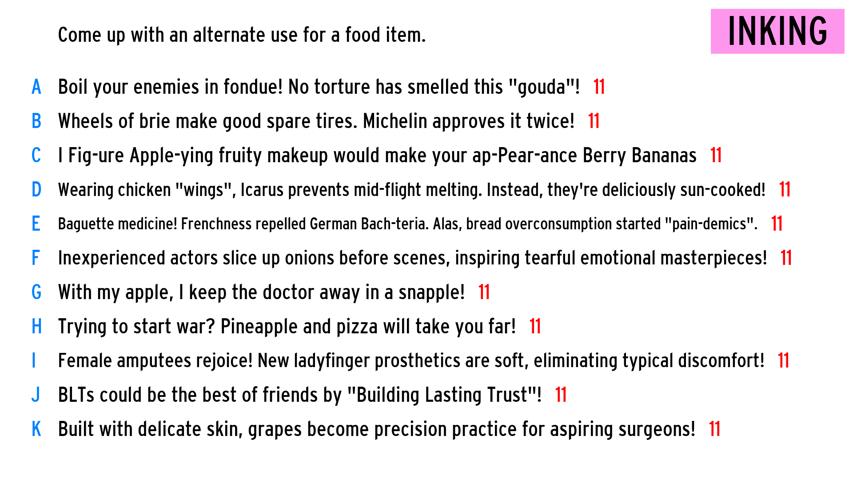 INKING
Come up with an alternate use for a food item.
A Boil your enemies in fondue! No torture has smelled this "gouda"! 11
B Wheels of brie make good spare tires. Michelin approves it twice! 11
C I Fig-ure Apple-ying fruity makeup would make your ap-Pear-ance Berry Bananas 11
D Wearing chicken "wings", Icarus prevents mid-flight melting. Instead, they're deliciously sun-cooked! 11
E Baguette medicine! Frenchness repelled German Bach-teria. Alas, bread overconsumption started "pain-demics". 11
F Inexperienced actors slice up onions before scenes, inspiring tearful emotional masterpieces! 11
G With my apple, I keep the doctor away in a snapple! 11
H Trying to start war? Pineapple and pizza will take you far! 11
I Female amputees rejoice! New ladyfinger prosthetics are soft, eliminating typical discomfort! 11
J BLTs could be the best of friends by "Building Lasting Trust"! 11
K Built with delicate skin, grapes become precision practice for aspiring surgeons! 11